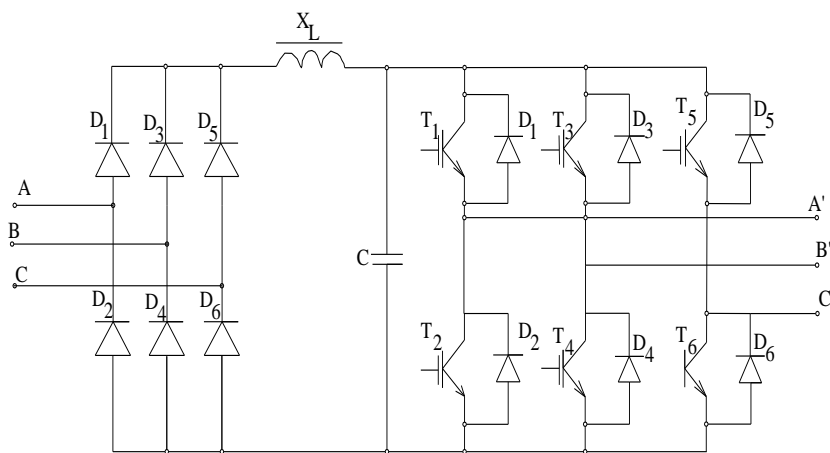 X_L
D_1
D_3
D_5
T_1
D_1
T_3
D_3
T_5
D_5
A
A'
B
B'
C
C
C
D_2
D_4
D_6
T_2
D_2
T_4
D_4
T_6
D_6